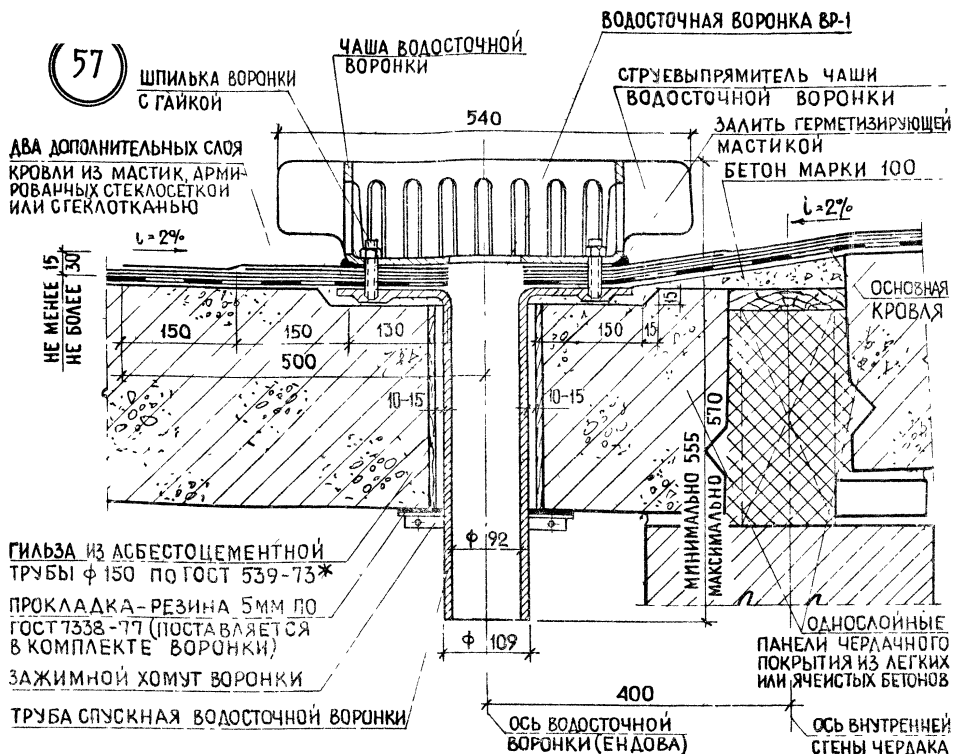 57
ВОДОСТОЧНАЯ ВОРОНКА ВР-1
ЧАША ВОДОСТОЧНОЙ
ВОРОНКИ
ШПИЛЬКА ВОРОНКИ
С ГАЙКОЙ
СТРУЕВЫПРЯМИТЕЛЬ ЧАШИ
ВОДОСТОЧНОЙ ВОРОНКИ
540
ЗАЛИТЬ ГЕРМЕТИЗИРУЮЩЕЙ
МАСТИКОЙ
ДВА ДОПОЛНИТЕЛЬНЫХ СЛОЯ
КРОВЛИ ИЗ МАСТИК, АРМИ-
РОВАННЫХ СТЕКЛОСЕТКОЙ
ИЛИ СТЕКЛОТКАНЬЮ
БЕТОН МАРКИ 100
i=2%
i=2%
НЕ МЕНЕЕ 15
НЕ БОЛЕЕ 30
ОСНОВНАЯ
КРОВЛЯ
15
150
150
130
150
15
500
10-15
10-15
МИНИМАЛЬНО 555
МАКСИМАЛЬНО 570
ф 92
ГИЛЬЗА ИЗ АСБЕСТОЦЕМЕНТНОЙ
ТРУБЫ ф 150 ПО ГОСТ 539-73*
ПРОКЛАДКА-РЕЗИНА 5ММ ПО
ГОСТ 7338-77 (ПОСТАВЛЯЕТСЯ
В КОМПЛЕКТЕ ВОРОНКИ)
ф 109
ОДНОСЛОЙНЫЕ
ПАНЕЛИ ЧЕРДАЧНОГО
ПОКРЫТИЯ ИЗ ЛЕГКИХ
ИЛИ ЯЧЕИСТЫХ БЕТОНОВ
ЗАЖИМНОЙ ХОМУТ ВОРОНКИ
400
ТРУБА СПУСКНАЯ ВОДОСТОЧНОЙ ВОРОНКИ
ОСЬ ВОДОСТОЧНОЙ
ВОРОНКИ (ЕНДОВА)
ОСЬ ВНУТРЕННЕЙ
СТЕНЫ ЧЕРДАКА